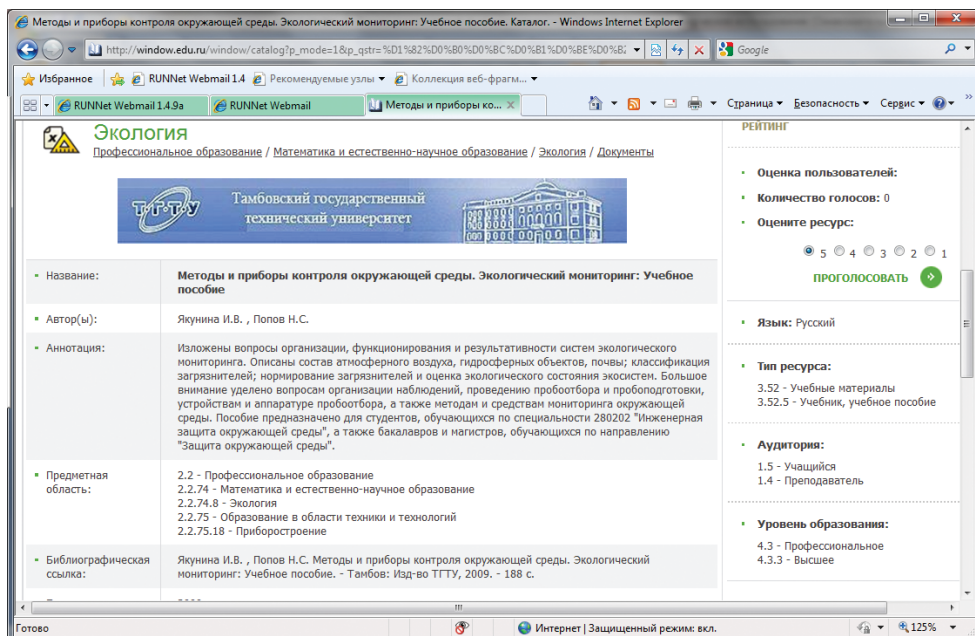 Методы и приборы контроля окружающей среды. Экологический мониторинг: Учебное пособие. Каталог. - Windows Internet Explorer
http://window.edu.ru/window/catalog?p_mode=1&p_qstr=%D1%82%D0%B0%D0%BC%D0%B1%D0%BE%D0%B2
Google
Избранное RUNNet Webmail 1.4 Рекомендуемые узлы Коллекция веб-фрагм...
RUNNet Webmail 1.4.9a RUNNet Webmail Методы и приборы ко... Страница Безопасность Сервис
Экология
Профессиональное образование / Математика и естественно-научное образование / Экология / Документы
ТГТУ
Тамбовский государственный
технический университет
Название: Методы и приборы контроля окружающей среды. Экологический мониторинг: Учебное
пособие
Автор(ы): Якунина И.В. , Попов Н.С.
Аннотация: Изложены вопросы организации, функционирования и результативности систем экологического
мониторинга. Описаны состав атмосферного воздуха, гидросферных объектов, почвы; классификация
загрязнителей; нормирование загрязнителей и оценка экологического состояния экосистем. Большое
внимание уделено вопросам организации наблюдений, проведению пробоотбора и пробоподготовки,
устройствам и аппаратуре пробоотбора, а также методам и средствам мониторинга окружающей
среды. Пособие предназначено для студентов, обучающихся по специальности 280202 "Инженерная
защита окружающей среды", а также бакалавров и магистров, обучающихся по направлению
"Защита окружающей среды".
Предметная
область:
2.2 - Профессиональное образование
2.2.74 - Математика и естественно-научное образование
2.2.74.8 - Экология
2.2.75 - Образование в области техники и технологий
2.2.75.18 - Приборостроение
Библиографическая
ссылка:
Якунина И.В. , Попов Н.С. Методы и приборы контроля окружающей среды. Экологический
мониторинг: Учебное пособие. - Тамбов: Изд-во ТГТУ, 2009. - 188 с.
РЕЙТИНГ
Оценка пользователей:
Количество голосов: 0
Оцените ресурс:
5 4 3 2 1
ПРОГОЛОСОВАТЬ
Язык: Русский
Тип ресурса:
3.52 - Учебные материалы
3.52.5 - Учебник, учебное пособие
Аудитория:
1.5 - Учащийся
1.4 - Преподаватель
Уровень образования:
4.3 - Профессиональное
4.3.3 - Высшее
Готово Интернет | Защищенный режим: вкл. 125%